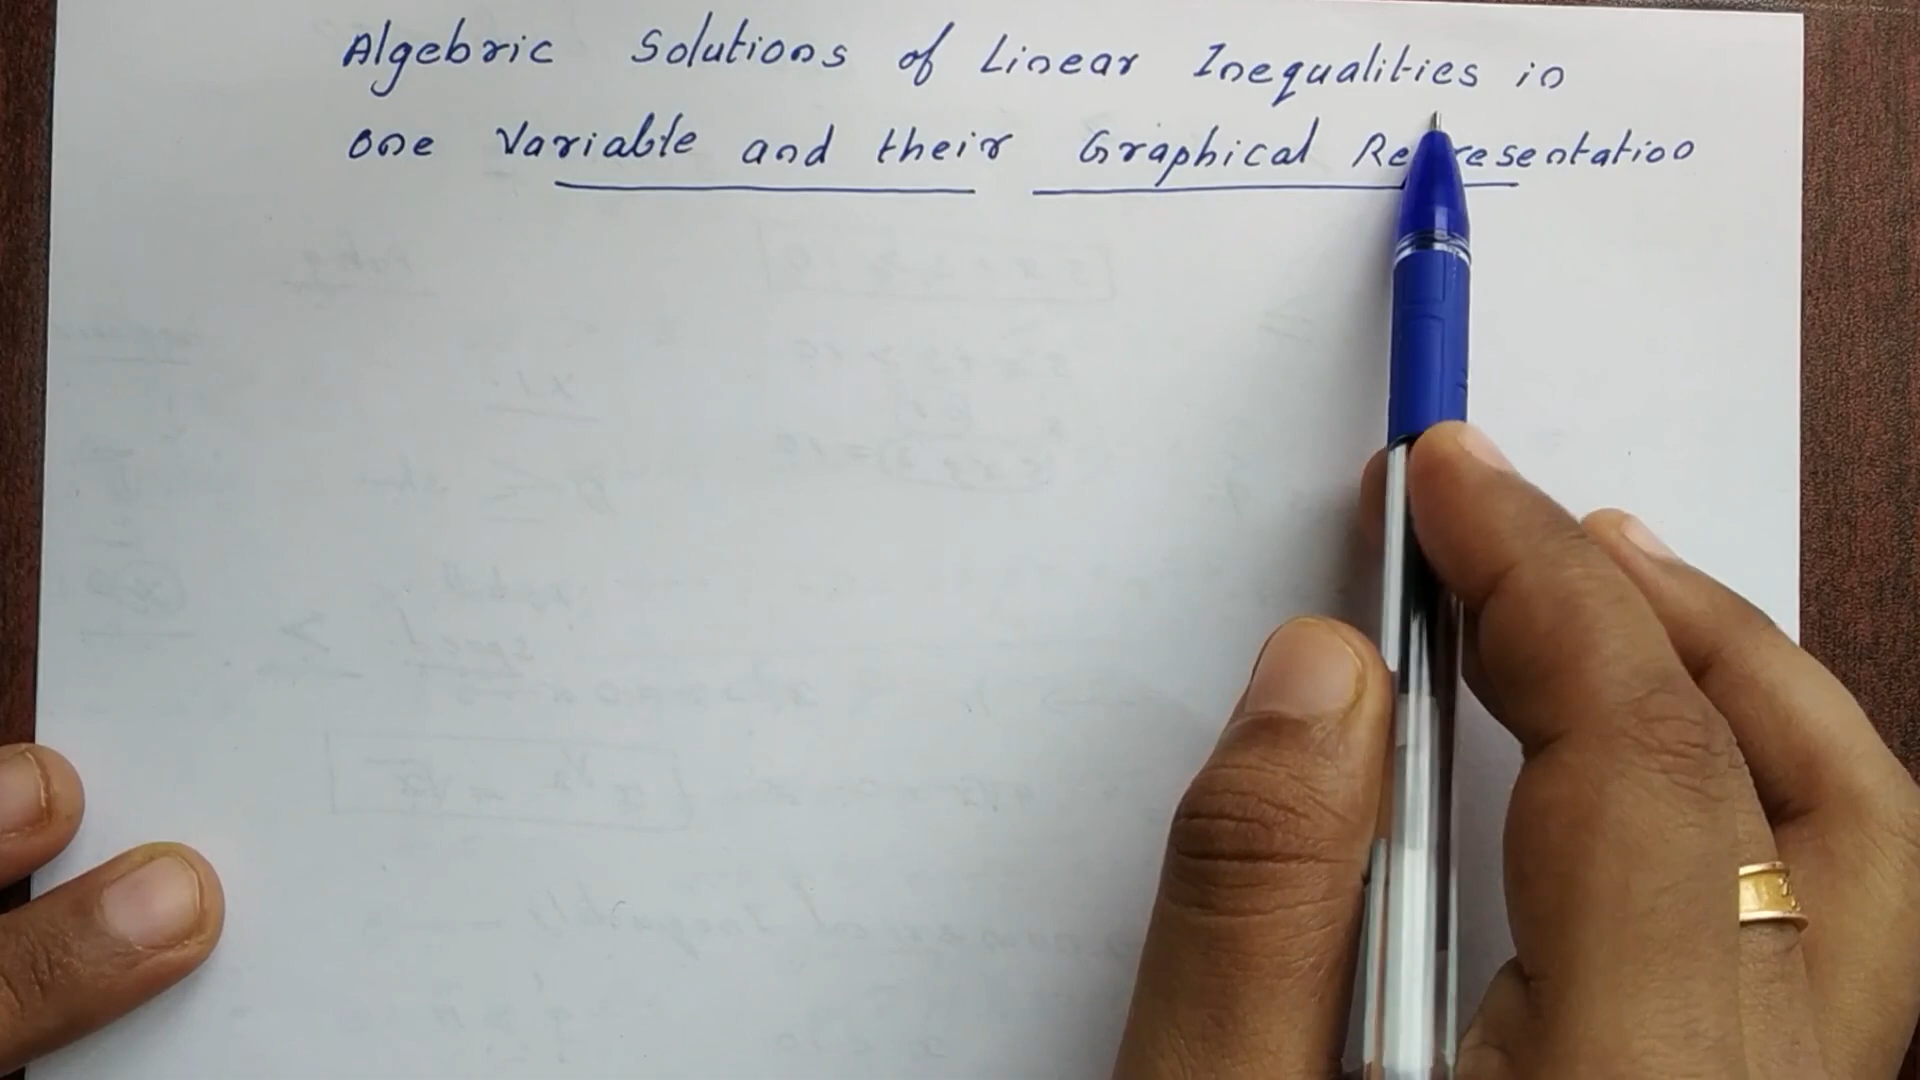 Algebric Solutions of Linear Inequalities in
one Variable and their Graphical Representation